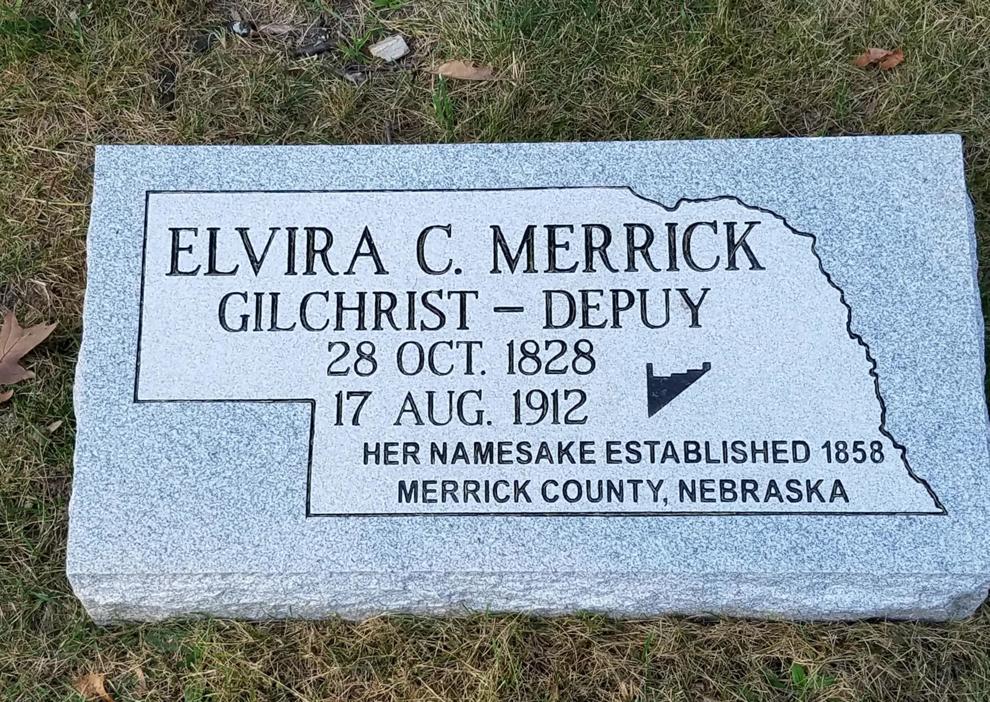 ELVIRA C. MERRICK
GILCHRIST – DEPUY
28 OCT. 1828
17 AUG. 1912
HER NAMESAKE ESTABLISHED 1858
MERRICK COUNTY, NEBRASKA